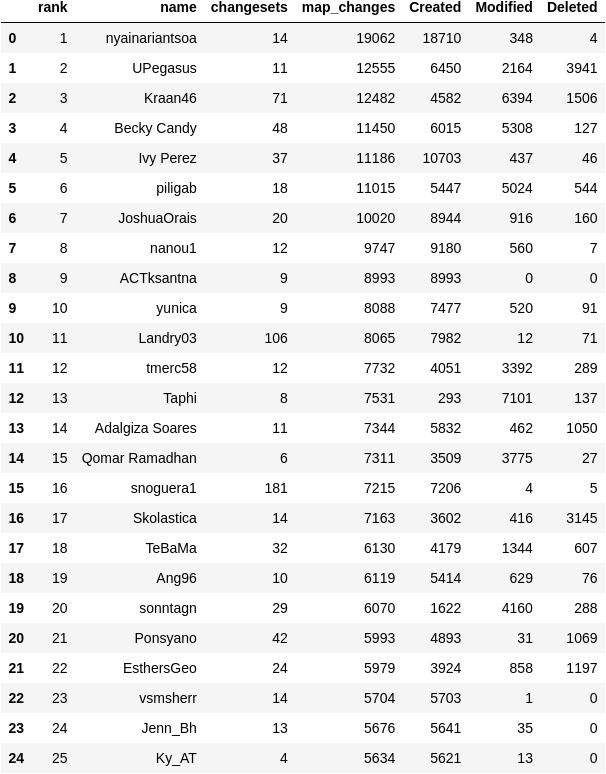 rank name changesets map_changes Created Modified Deleted
0 1 nyainariantsoa 14 19062 18710 348 4
1 2 UPegasus 11 12555 6450 2164 3941
2 3 Kraan46 71 12482 4582 6394 1506
3 4 Becky Candy 48 11450 6015 5308 127
4 5 Ivy Perez 37 11186 10703 437 46
5 6 piligab 18 11015 5447 5024 544
6 7 JoshuaOrais 20 10020 8944 916 160
7 8 nanou1 12 9747 9180 560 7
8 9 ACTksantna 9 8993 8993 0 0
9 10 yunica 9 8088 7477 520 91
10 11 Landry03 106 8065 7982 12 71
11 12 tmerc58 12 7732 4051 3392 289
12 13 Taphi 8 7531 293 7101 137
13 14 Adalgiza Soares 11 7344 5832 462 1050
14 15 Qomar Ramadhan 6 7311 3509 3775 27
15 16 snoguera1 181 7215 7206 4 5
16 17 Skolastica 14 7163 3602 416 3145
17 18 TeBaMa 32 6130 4179 1344 607
18 19 Ang96 10 6119 5414 629 76
19 20 sonntagn 29 6070 1622 4160 288
20 21 Ponsyano 42 5993 4893 31 1069
21 22 EsthersGeo 24 5979 3924 858 1197
22 23 vsmsherr 14 5704 5703 1 0
23 24 Jenn_Bh 13 5676 5641 35 0
24 25 Ky_AT 4 5634 5621 13 0